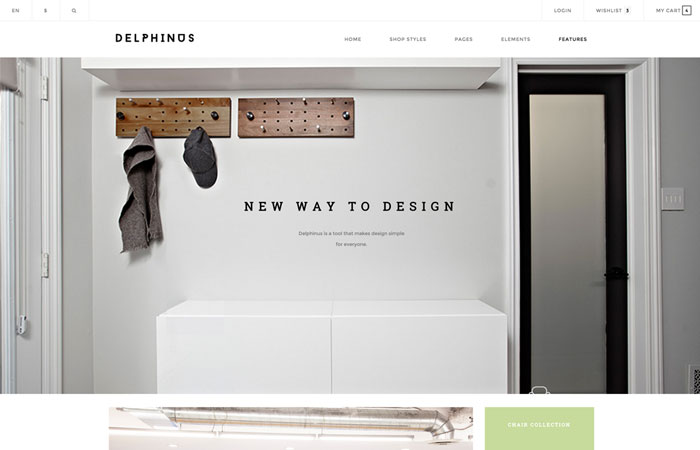 EN $ LOGIN WISHLIST 5 MY CART 4
DELPHINUS HOME SHOP STYLES PAGES ELEMENTS FEATURES
NEW WAY TO DESIGN
Delphinus is a tool that makes design simple
for everyone.
CHAIR COLLECTION